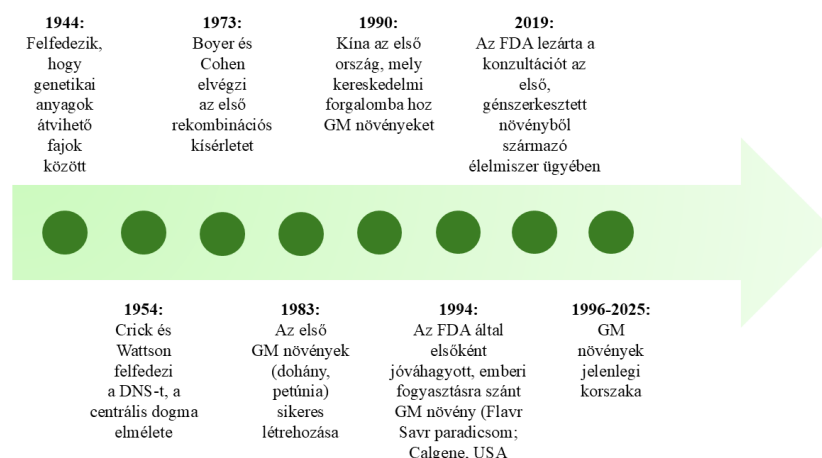 1944:
Felfedezik,
hogy
genetikai
anyagok
átvihető
fajok
között
1973:
Boyer és
Cohen
elvégzi
az első
rekombinációs
kísérletet
1990:
Kína az első
ország, mely
kereskedelmi
forgalomba hoz
GM növényeket
2019:
Az FDA lezárta a
konzultációt az
első,
génszerkesztett
növényből
származó
élelmiszer ügyében
1954:
Crick és
Wattson
felfedezi
a DNS-t, a
centrális dogma
elmélete
1983:
Az első
GM növények
(dohány,
petúnia)
sikeres
létrehozása
1994:
Az FDA által
elsőként
jóváhagyott, emberi
fogyasztásra szánt
GM növény (Flavr
Savr paradicsom;
Calgene, USA
1996-2025:
GM
növények
jelenlegi
korszaka